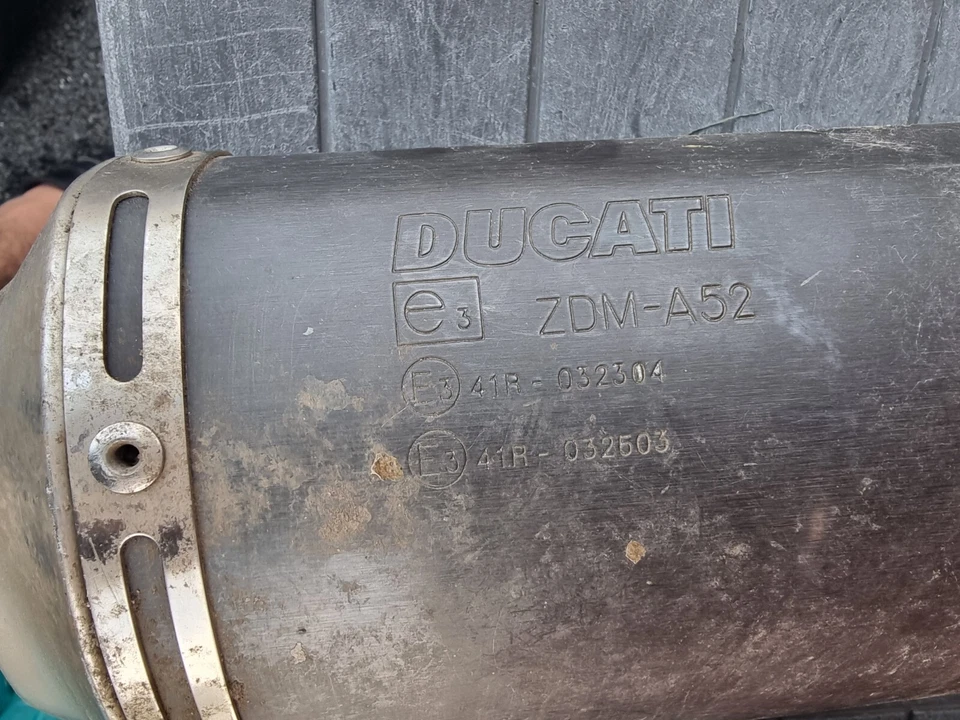 DUCATI
e3 ZDM-A52
E3 41R - 032304
E3 41R - 032503